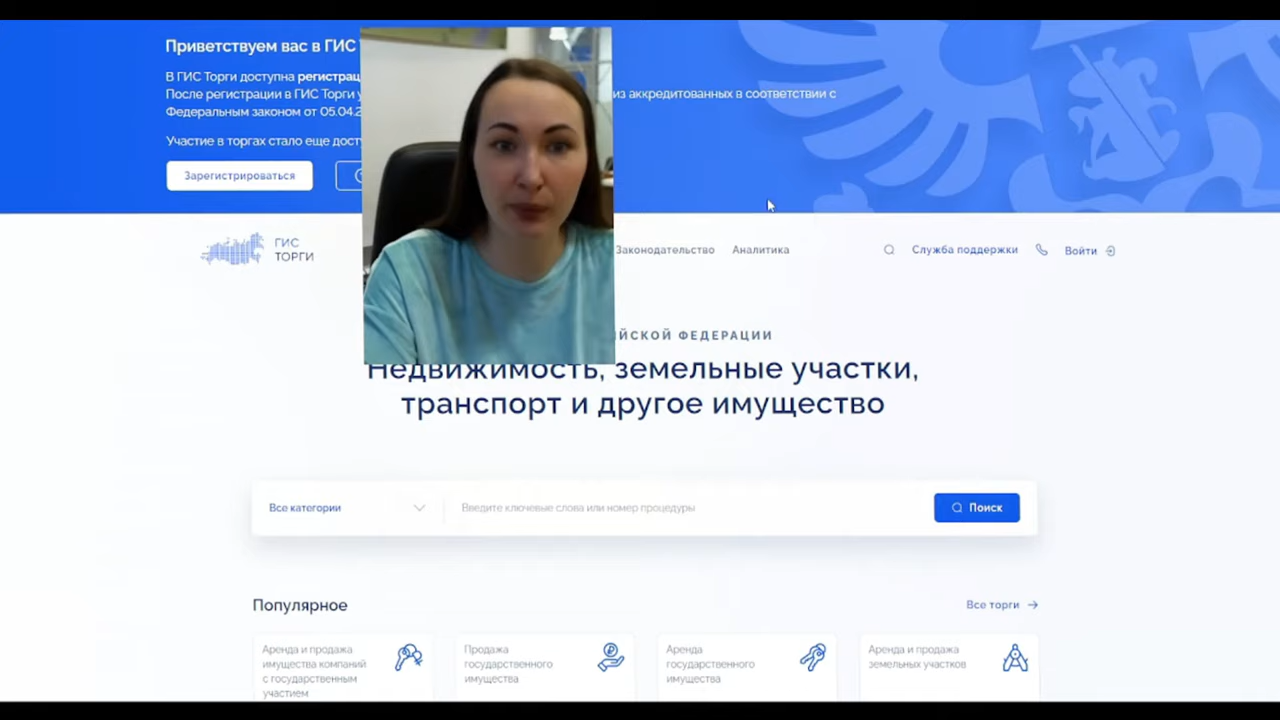 Приветствуем вас в ГИС
В ГИС Торги доступна регистрац
После регистрации в ГИС Торги у из аккредитованных в соответствии с
Федеральным законом от 05.04.2
Участие в торгах стало еще дост
Зарегистрироваться
ГИС
ТОРГИ
Законодательство Аналитика Служба поддержки Войти
ЙСКОЙ ФЕДЕРАЦИИ
Недвижимость, земельные участки,
транспорт и другое имущество
Все категории Введите ключевые слова или номер процедуры Поиск
Популярное Все торги
Аренда и продажа
имущества компаний
с государственным
участием
Продажа
государственного
имущества
Аренда
государственного
имущества
Аренда и продажа
земельных участков